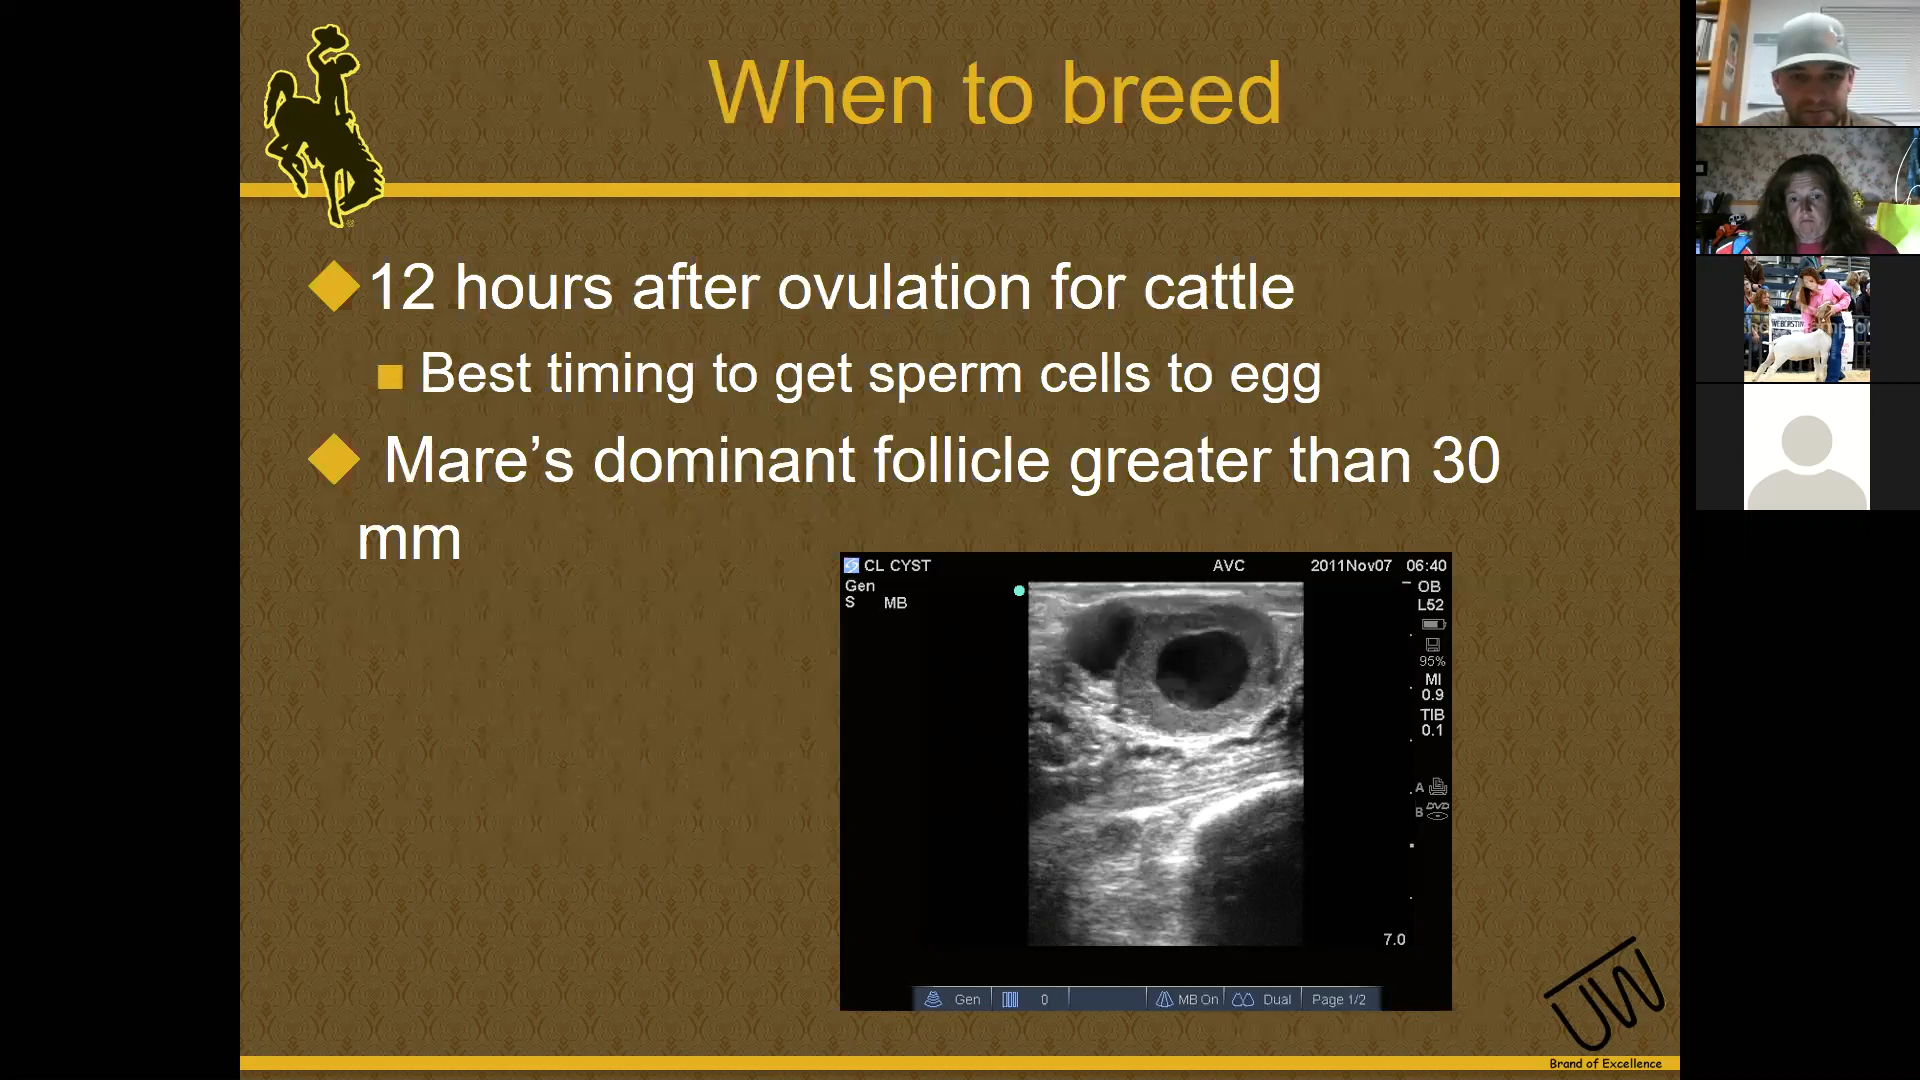 When to breed
12 hours after ovulation for cattle
Best timing to get sperm cells to egg
Mare’s dominant follicle greater than 30
mm
CL CYST AVC 2011Nov07 06:40
Gen OB
S MB L52
95%
MI
0.9
TIB
0.1
A
B DVD
7.0
Gen 0 MB On Dual Page 1/2
UW
Brand of Excellence
WEBCASTIN